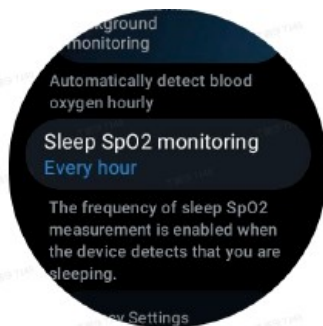 monitoring
Automatically detect blood
oxygen hourly
Sleep SpO2 monitoring
Every hour
The frequency of sleep SpO2
measurement is enabled when
the device detects that you are
sleeping.
Settings